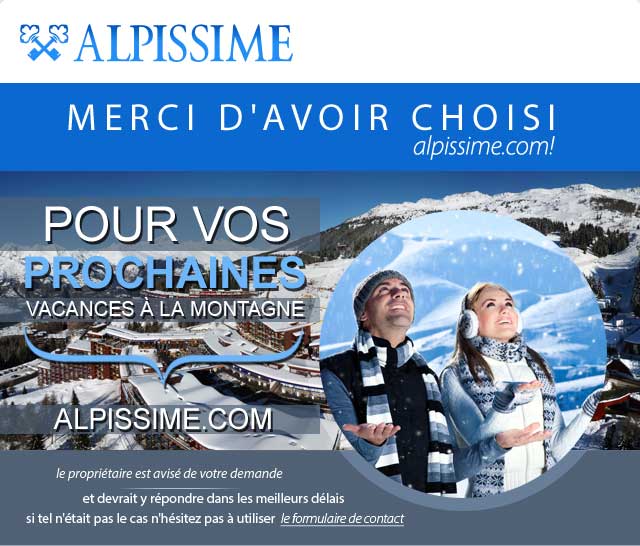 ALPISSIME
MERCI D'AVOIR CHOISI
alpissime.com!
POUR VOS
PROCHAINES
VACANCES À LA MONTAGNE
ALPISSIME.COM
le propriétaire est avisé de votre demande
et devrait y répondre dans les meilleurs délais
si tel n'était pas le cas n'hésitez pas à utiliser le formulaire de contact